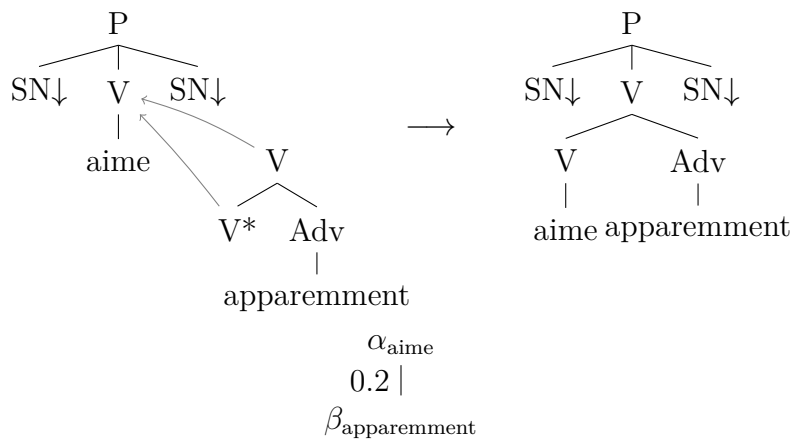 P P
SN↓ V SN↓ SN↓ V SN↓
aime → V V Adv
V* Adv aime apparemment
apparemment
α_aime
0.2
β_apparemment